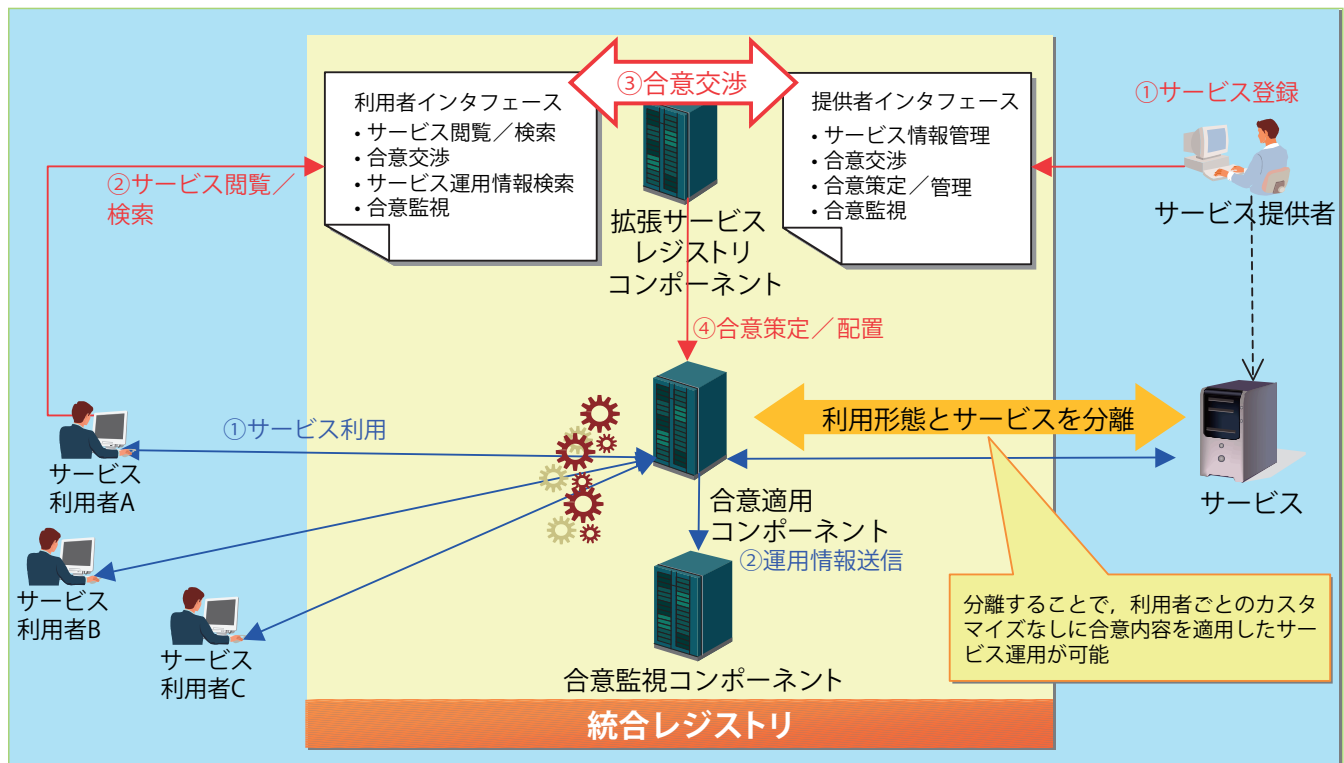 ③合意交渉
利用者インタフェース
・サービス閲覧／検索
・合意交渉
・サービス運用情報検索
・合意監視
提供者インタフェース
・サービス情報管理
・合意交渉
・合意策定／管理
・合意監視
①サービス登録
サービス提供者
②サービス閲覧／
検索
拡張サービス
レジストリ
コンポーネント
④合意策定／配置
①サービス利用
利用形態とサービスを分離
サービス
利用者A
サービス
合意適用
コンポーネント
②運用情報送信
サービス
利用者B
サービス
利用者C
分離することで，利用者ごとのカスタ
マイズなしに合意内容を適用したサー
ビス運用が可能
合意監視コンポーネント
統合レジストリ